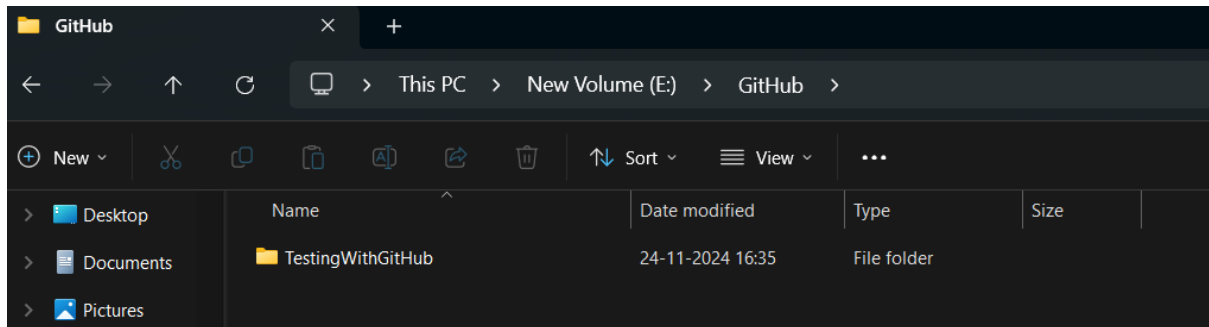 GitHub
This PC > New Volume (E:) > GitHub >
New Sort View ...
Desktop
Documents
Pictures
Name Date modified Type Size
TestingWithGitHub 24-11-2024 16:35 File folder